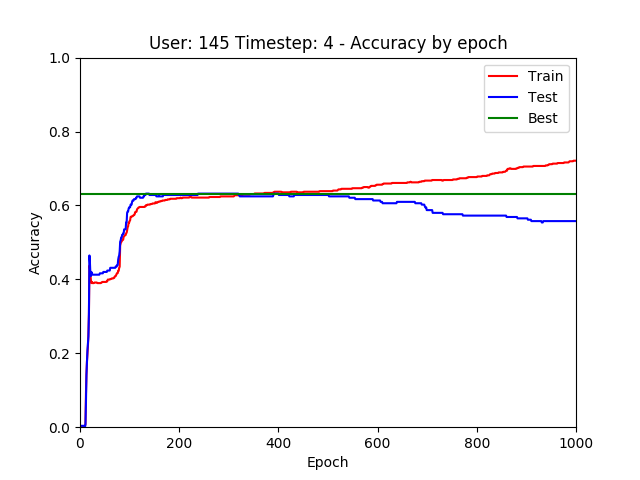 User: 145 Timestep: 4 - Accuracy by epoch
1.0
0.8
0.6
0.4
0.2
0.0
Accuracy
Train
Test
Best
0 200 400 600 800 1000
Epoch